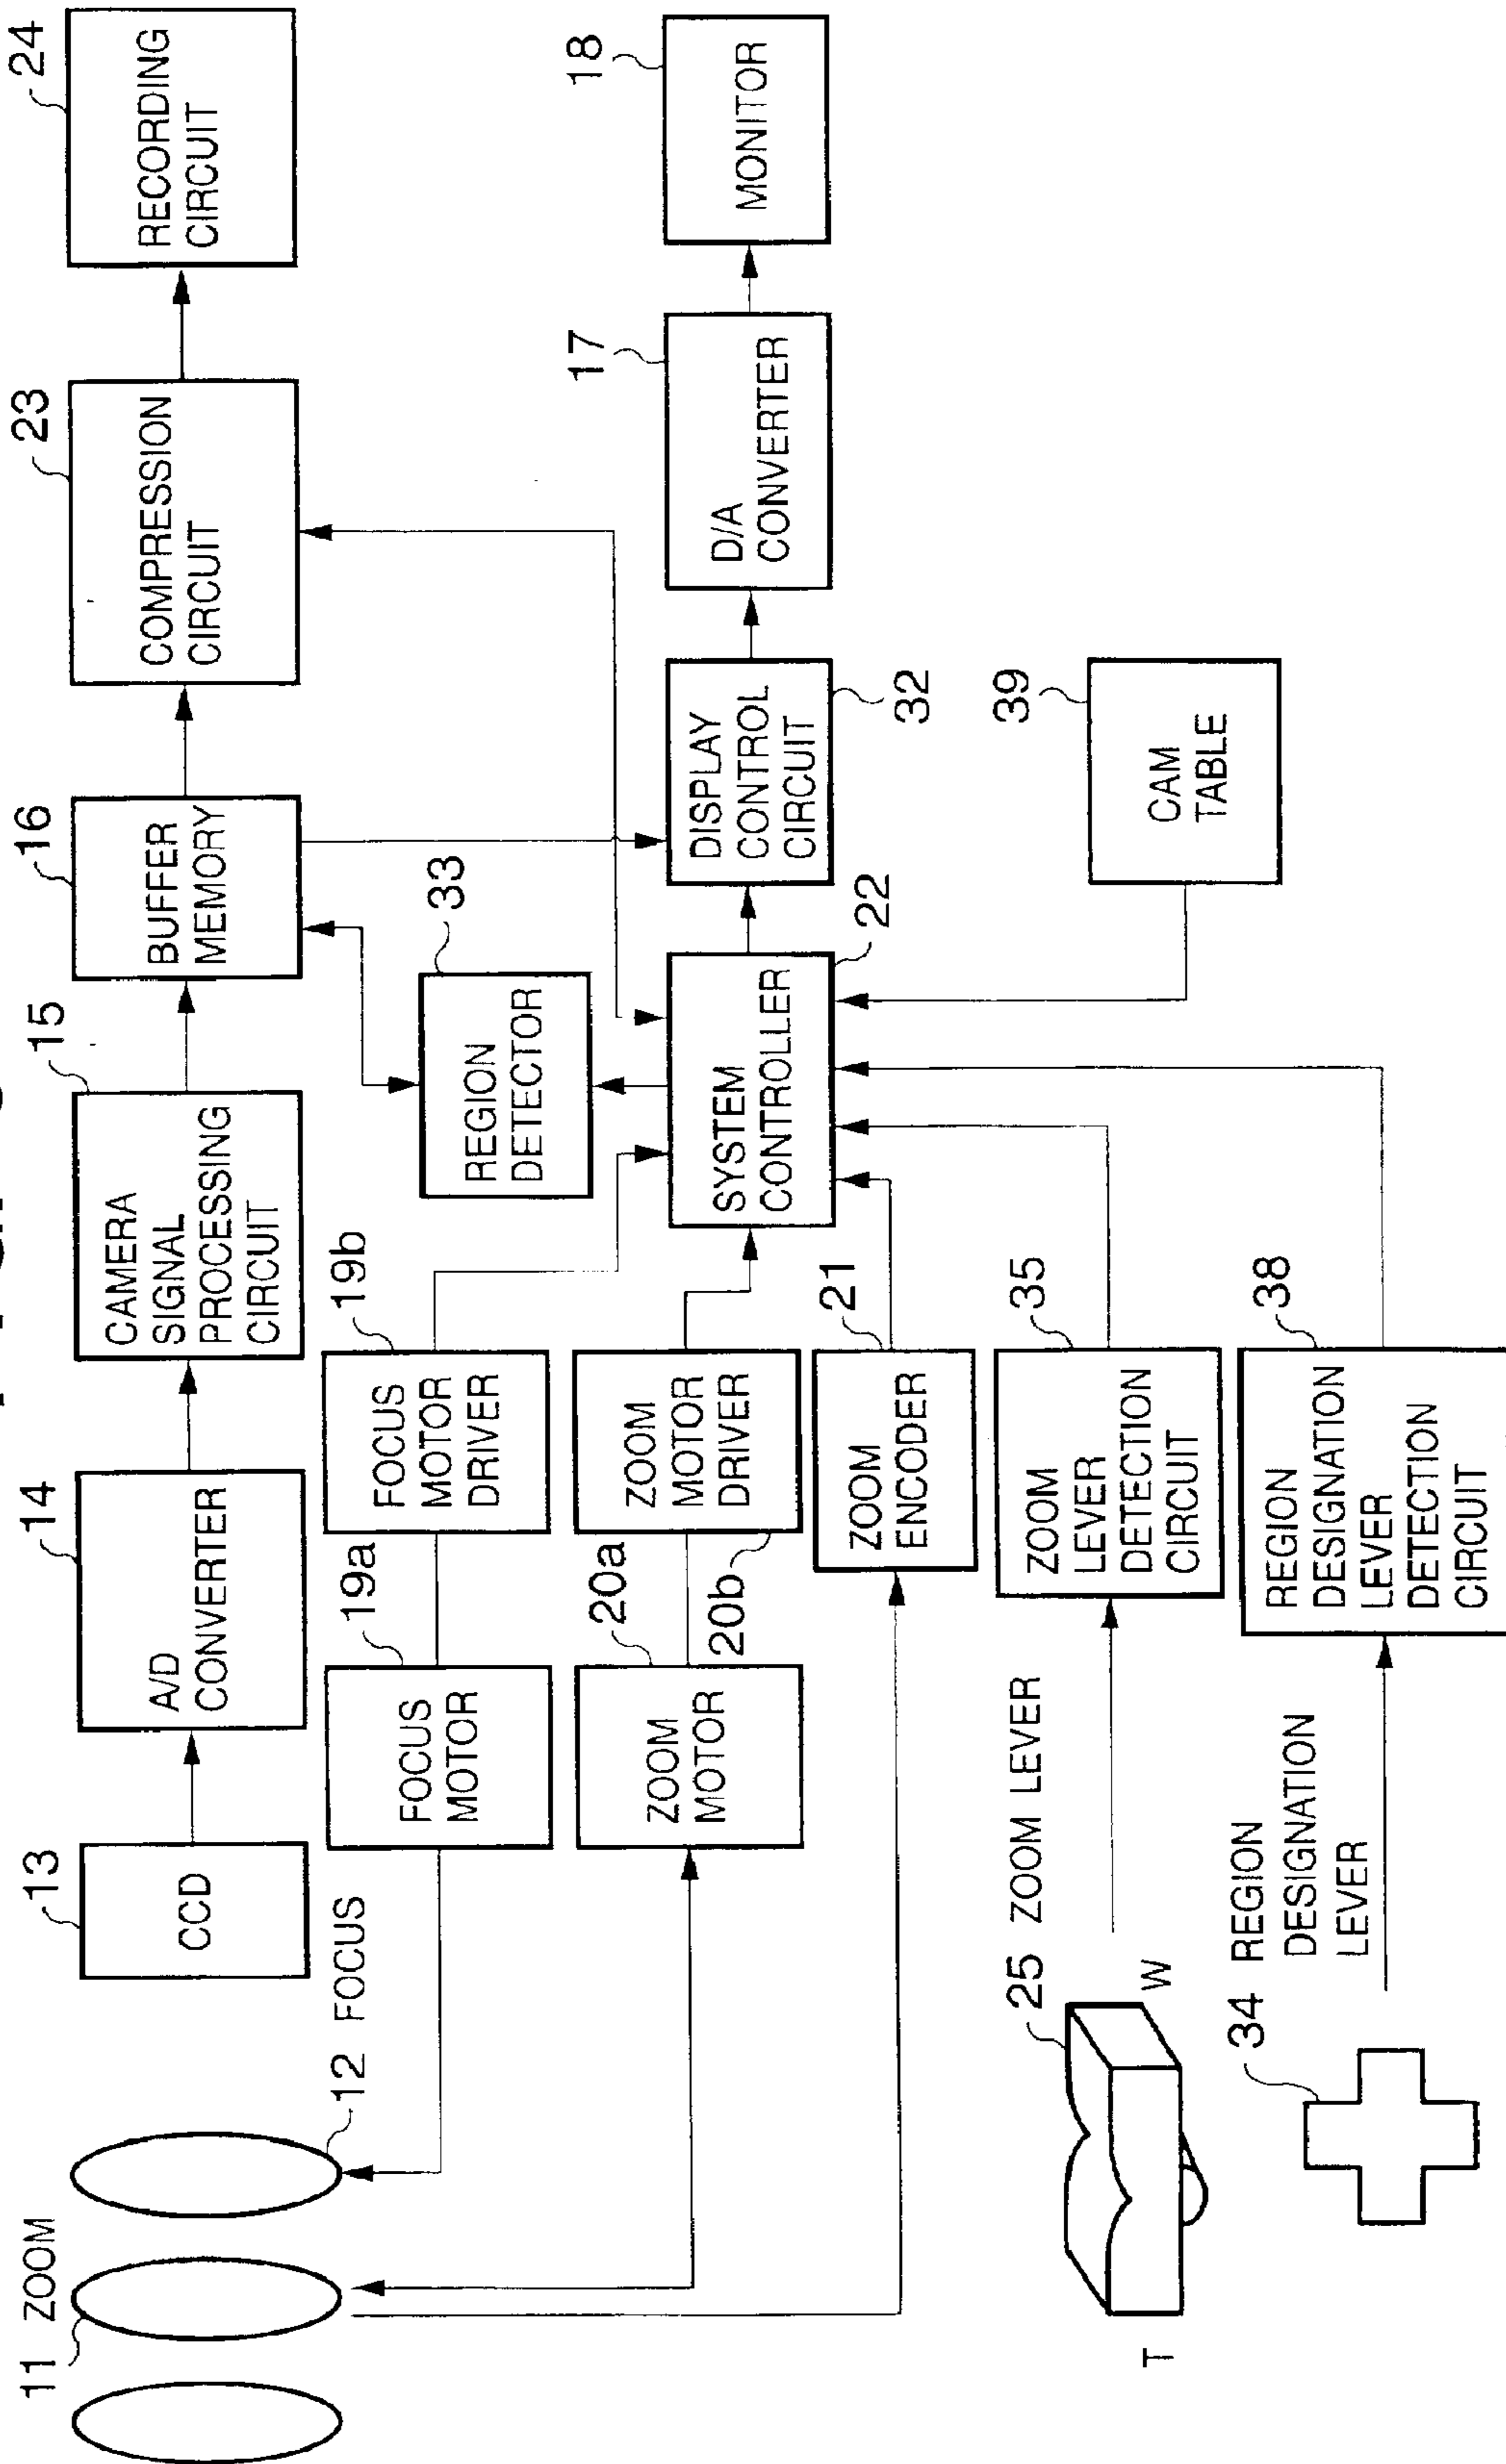 11 ZOOM
12 FOCUS
13
CCD
14
A/D
CONVERTER
15
CAMERA
SIGNAL
PROCESSING
CIRCUIT
16
BUFFER
MEMORY
23
COMPRESSION
CIRCUIT
24
RECORDING
CIRCUIT
19a
FOCUS
MOTOR
19b
FOCUS
MOTOR
DRIVER
33
REGION
DETECTOR
20a
ZOOM
MOTOR
20b
ZOOM
MOTOR
DRIVER
22
SYSTEM
CONTROLLER
32
DISPLAY
CONTROL
CIRCUIT
17
D/A
CONVERTER
18
MONITOR
21
ZOOM
ENCODER
39
CAM
TABLE
T
W
25 ZOOM LEVER
35
ZOOM
LEVER
DETECTION
CIRCUIT
34 REGION
DESIGNATION
LEVER
38
REGION
DESIGNATION
LEVER
DETECTION
CIRCUIT